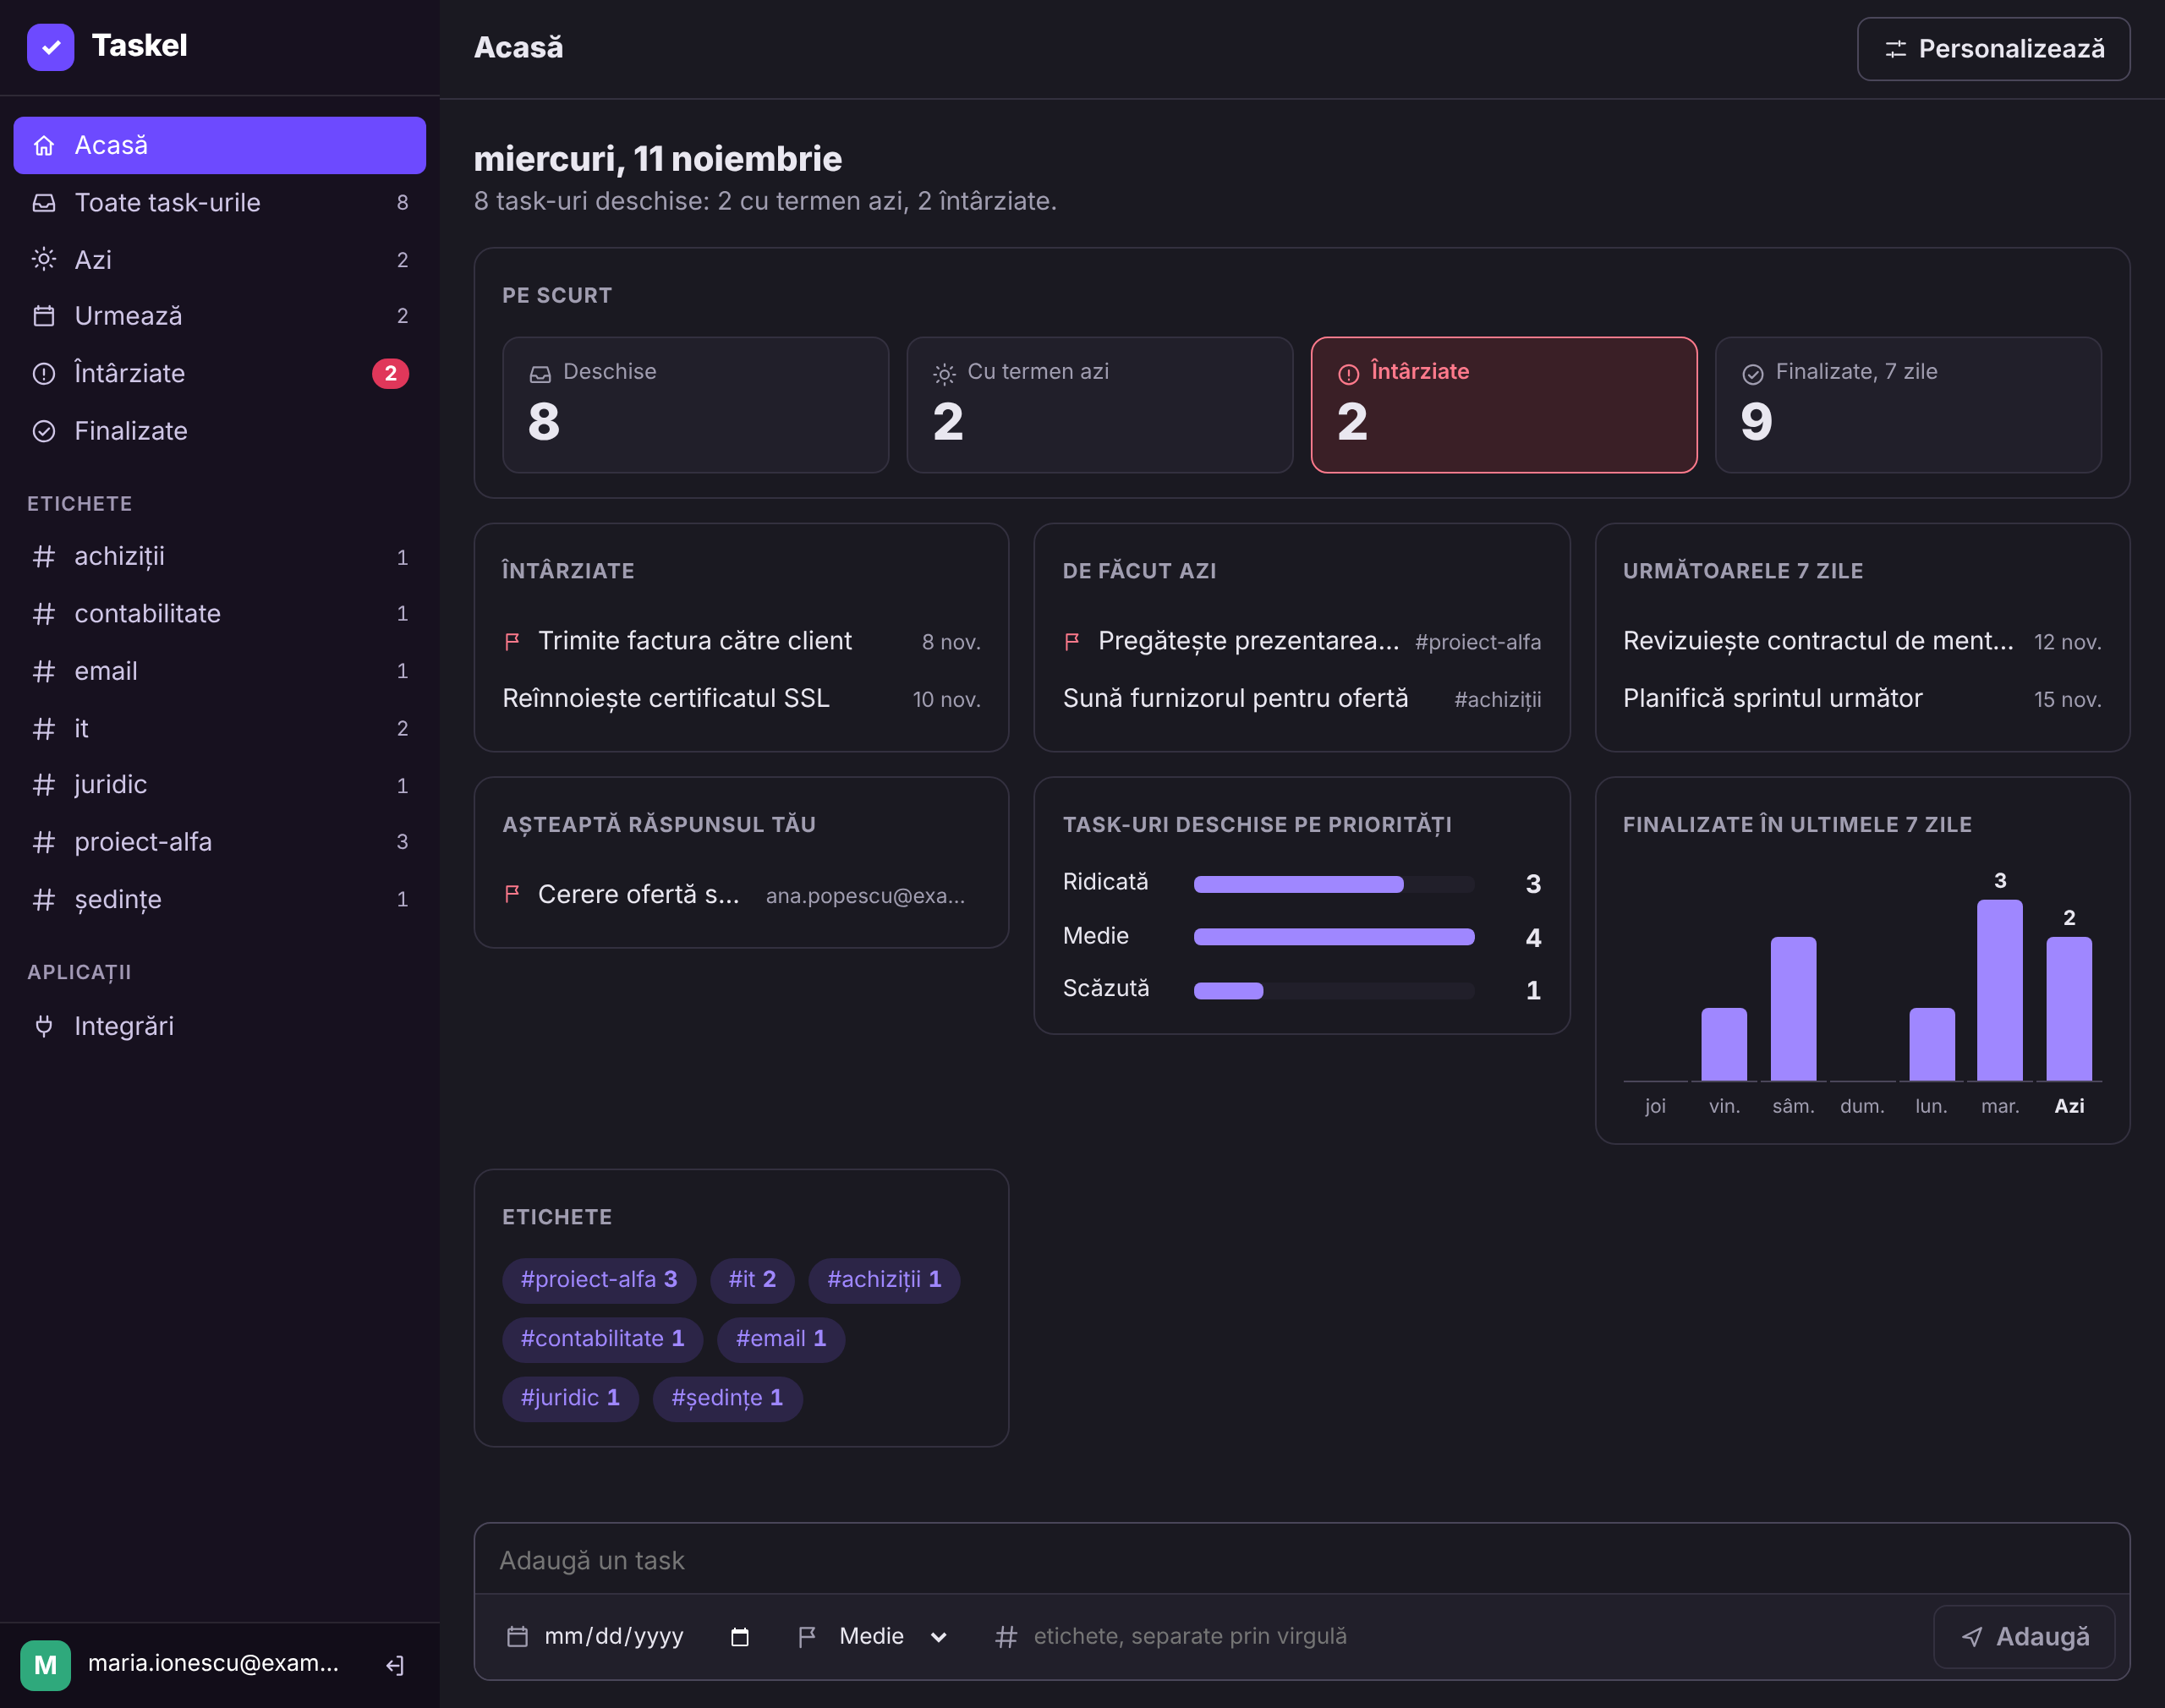 Taskel
Acasă
Toate task-urile 8
Azi 2
Urmează 2
Întârziate 2
Finalizate
ETICHETE
# achiziții 1
# contabilitate 1
# email 1
# it 2
# juridic 1
# proiect-alfa 3
# ședințe 1
APLICAȚII
Integrări
M maria.ionescu@exam...
Acasă
Personalizează
miercuri, 11 noiembrie
8 task-uri deschise: 2 cu termen azi, 2 întârziate.
PE SCURT
Deschise
8
Cu termen azi
2
Întârziate
2
Finalizate, 7 zile
9
ÎNTÂRZIATE
Trimite factura către client 8 nov.
Reînnoiește certificatul SSL 10 nov.
DE FĂCUT AZI
Pregătește prezentarea... #proiect-alfa
Sună furnizorul pentru ofertă #achiziții
URMĂTOARELE 7 ZILE
Revizuiește contractul de ment... 12 nov.
Planifică sprintul următor 15 nov.
AȘTEAPTĂ RĂSPUNSUL TĂU
Cerere ofertă s... ana.popescu@exa...
TASK-URI DESCHISE PE PRIORITĂȚI
Ridicată 3
Medie 4
Scăzută 1
FINALIZATE ÎN ULTIMELE 7 ZILE
3
2
joi vin. sâm. dum. lun. mar. Azi
ETICHETE
#proiect-alfa 3 #it 2 #achiziții 1
#contabilitate 1 #email 1
#juridic 1 #ședințe 1
Adaugă un task
mm/dd/yyyy Medie # etichete, separate prin virgulă Adaugă